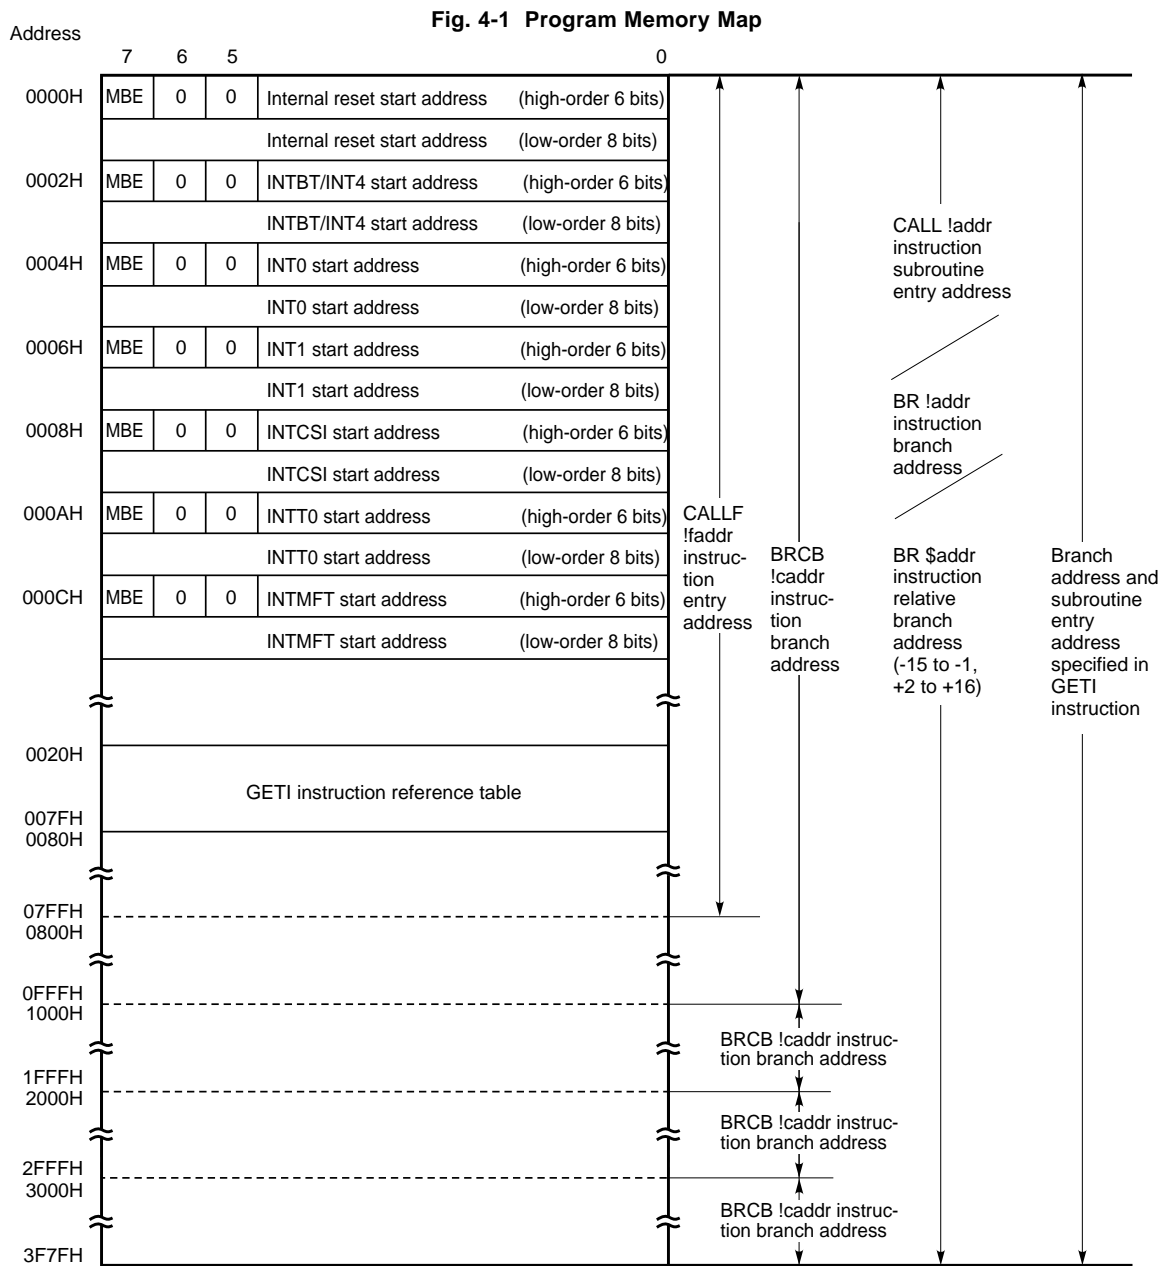 Fig. 4-1 Program Memory Map
Address
7 6 5 0
0000H MBE 0 0 Internal reset start address (high-order 6 bits)
Internal reset start address (low-order 8 bits)
0002H MBE 0 0 INTBT/INT4 start address (high-order 6 bits)
INTBT/INT4 start address (low-order 8 bits)
0004H MBE 0 0 INT0 start address (high-order 6 bits)
INT0 start address (low-order 8 bits)
0006H MBE 0 0 INT1 start address (high-order 6 bits)
INT1 start address (low-order 8 bits)
0008H MBE 0 0 INTCSI start address (high-order 6 bits)
INTCSI start address (low-order 8 bits)
000AH MBE 0 0 INTT0 start address (high-order 6 bits)
INTT0 start address (low-order 8 bits)
000CH MBE 0 0 INTMFT start address (high-order 6 bits)
INTMFT start address (low-order 8 bits)
0020H
GETI instruction reference table
007FH
0080H
07FFH
0800H
0FFFH
1000H
1FFFH
2000H
2FFFH
3000H
3F7FH
CALLF
!faddr
instruc-
tion
entry
address
BRCB
!caddr
instruc-
tion
branch
address
CALL !addr
instruction
subroutine
entry address
BR !addr
instruction
branch
address
BR $addr
instruction
relative
branch
address
(-15 to -1,
+2 to +16)
Branch
address and
subroutine
entry
address
specified in
GETI
instruction
BRCB !caddr instruc-
tion branch address
BRCB !caddr instruc-
tion branch address
BRCB !caddr instruc-
tion branch address